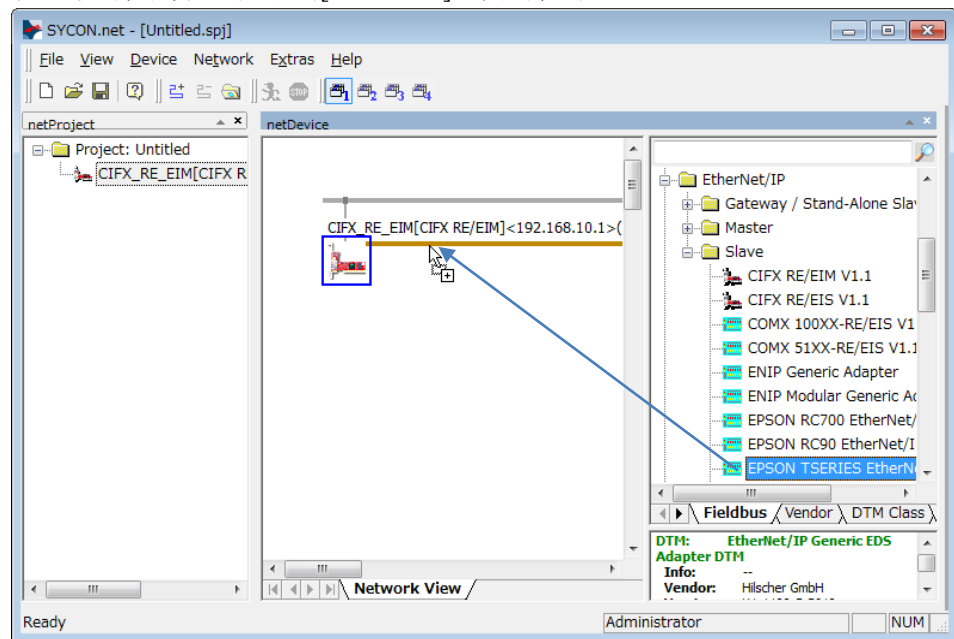 SYCON.net - [Untitled.spj]
File View Device Network Extras Help
netProject
netDevice
Project: Untitled
CIFX_RE_EIM[CIFX R
CIFX_RE_EIM[CIFX RE/EIM]<192.168.10.1>(
EtherNet/IP
Gateway / Stand-Alone Slav
Master
Slave
CIFX RE/EIM V1.1
CIFX RE/EIS V1.1
COMX 100XX-RE/EIS V1
COMX 51XX-RE/EIS V1.1
ENIP Generic Adapter
ENIP Modular Generic Ad
EPSON RC700 EtherNet/
EPSON RC90 EtherNet/I
EPSON TSERIES EtherNe
Fieldbus Vendor DTM Class
DTM: EtherNet/IP Generic EDS
Adapter DTM
Info: --
Vendor: Hilscher GmbH
Network View
Ready Administrator NUM